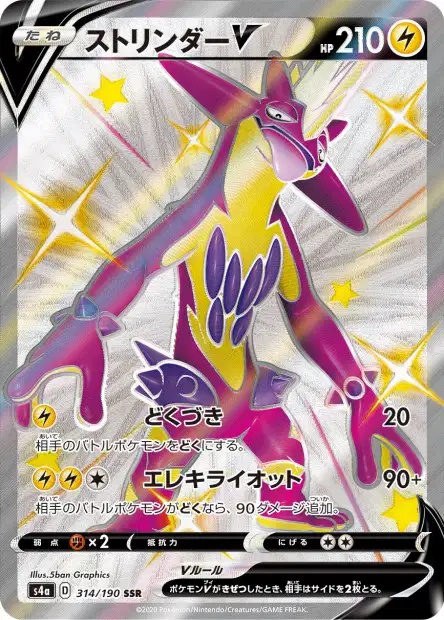 たね ストリンダーV HP 210
どくづき 20
相手のバトルポケモンをどくにする。
エレキライオット 90+
相手のバトルポケモンがどくなら、90ダメージ追加。
弱点 ×2 抵抗力 にげる
Illus.5ban Graphics
Vルール
s4a D 314/190 SSR
ポケモンVがきぜつしたとき、相手はサイドを2枚とる。
©2020 Pokémon/Nintendo/Creatures/GAME FREAK.